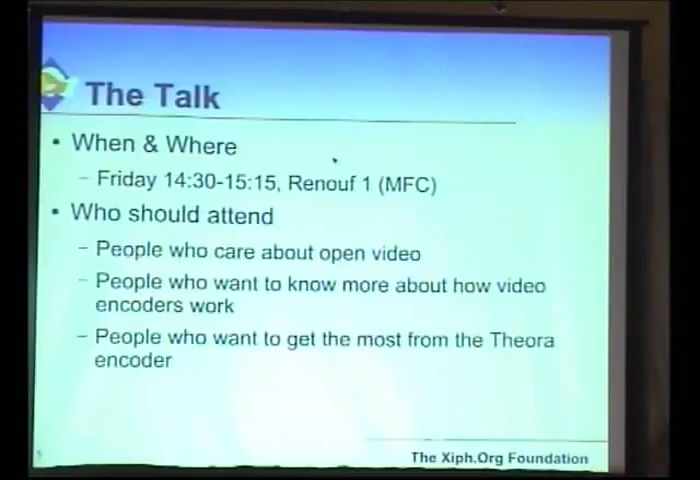 The Talk
• When & Where
– Friday 14:30-15:15, Renouf 1 (MFC)
• Who should attend
– People who care about open video
– People who want to know more about how video
encoders work
– People who want to get the most from the Theora
encoder
The Xiph.Org Foundation